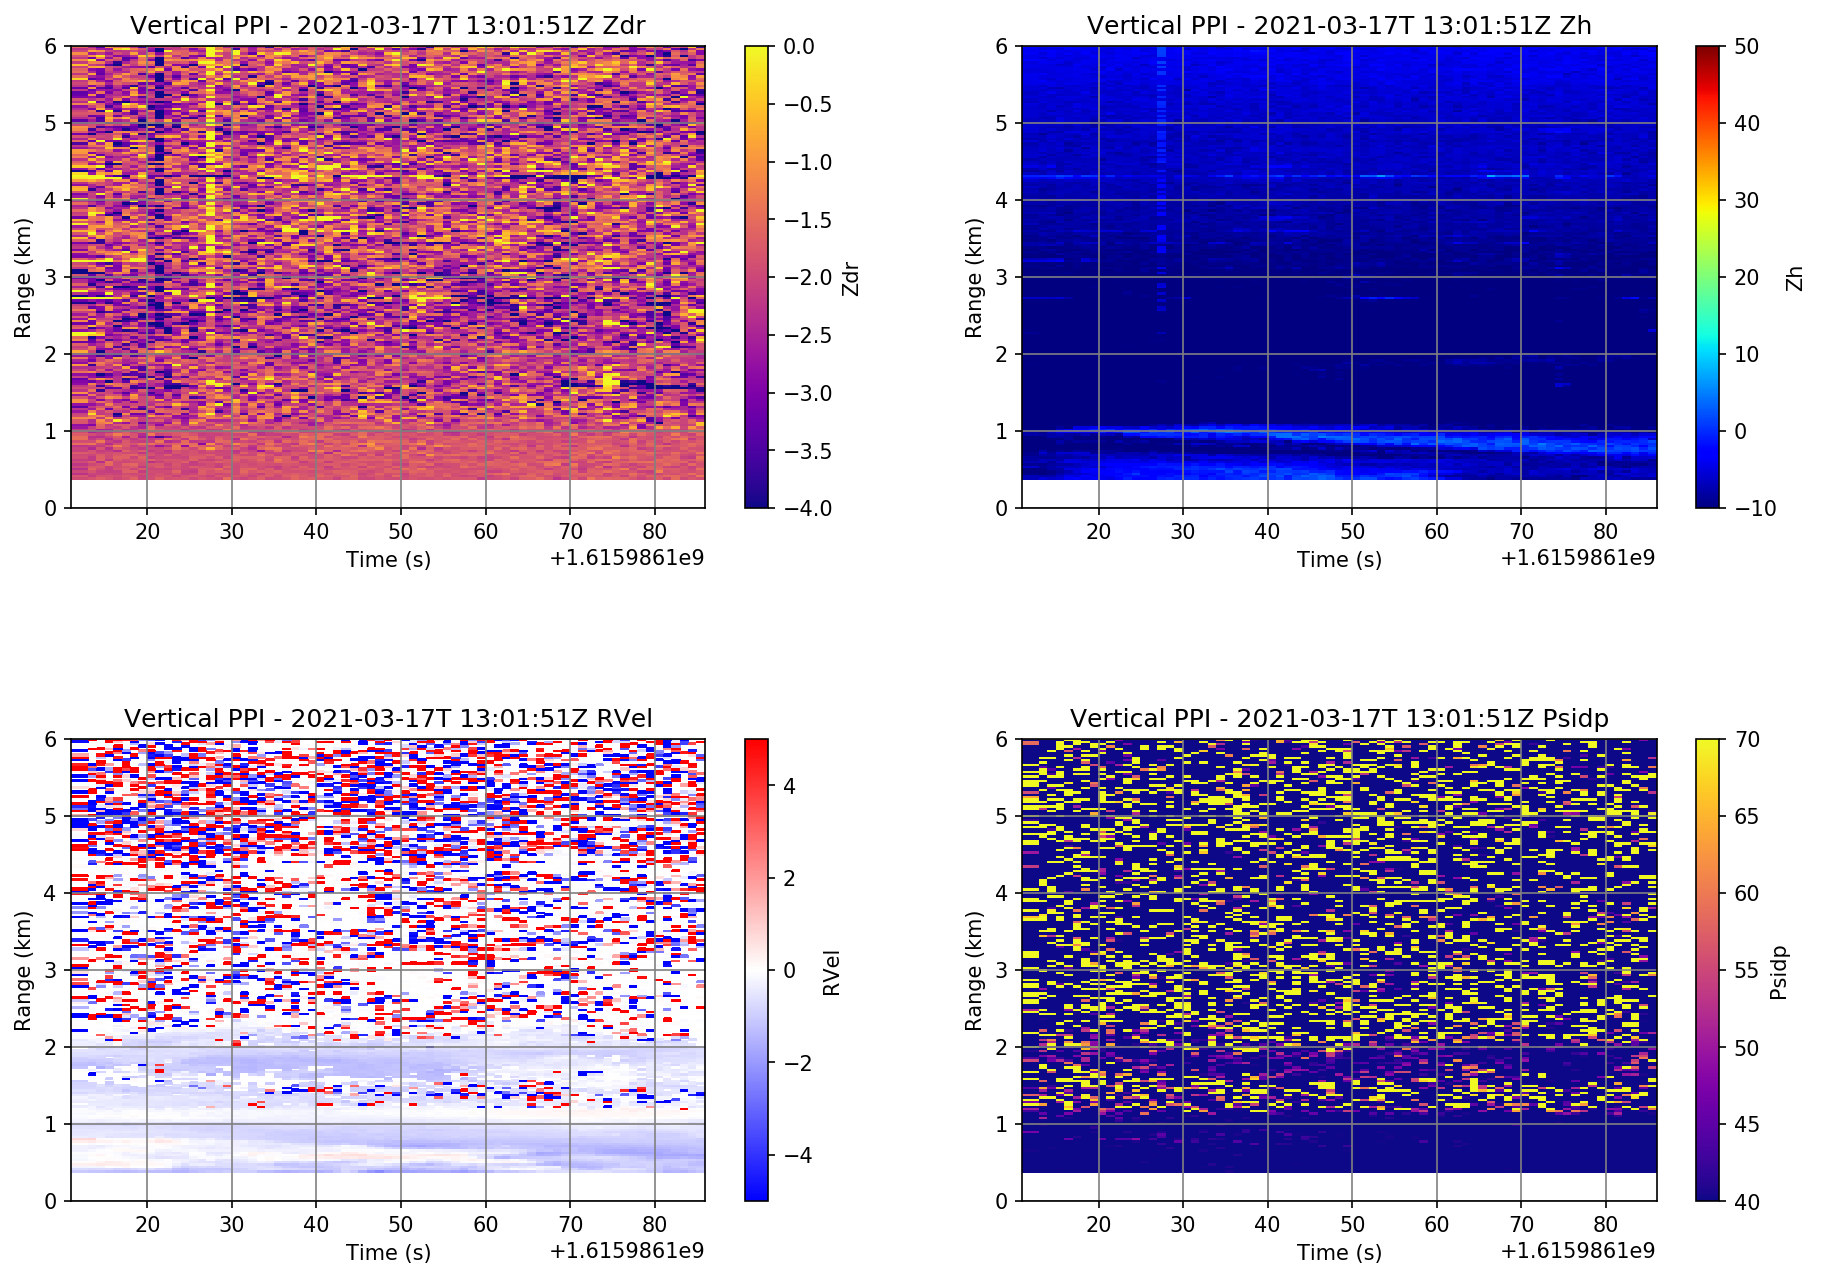 Vertical PPI - 2021-03-17T 13:01:51Z Zdr
6
5
4
3
2
1
0
Range (km)
20 30 40 50 60 70 80
Time (s)
+1.6159861e9
0.0
−0.5
−1.0
−1.5
−2.0
−2.5
−3.0
−3.5
−4.0
Zdr
Vertical PPI - 2021-03-17T 13:01:51Z Zh
6
5
4
3
2
1
0
Range (km)
20 30 40 50 60 70 80
Time (s)
+1.6159861e9
50
40
30
20
10
0
−10
Zh
Vertical PPI - 2021-03-17T 13:01:51Z RVel
6
5
4
3
2
1
0
Range (km)
20 30 40 50 60 70 80
Time (s)
+1.6159861e9
4
2
0
−2
−4
RVel
Vertical PPI - 2021-03-17T 13:01:51Z Psidp
6
5
4
3
2
1
0
Range (km)
20 30 40 50 60 70 80
Time (s)
+1.6159861e9
70
65
60
55
50
45
40
Psidp